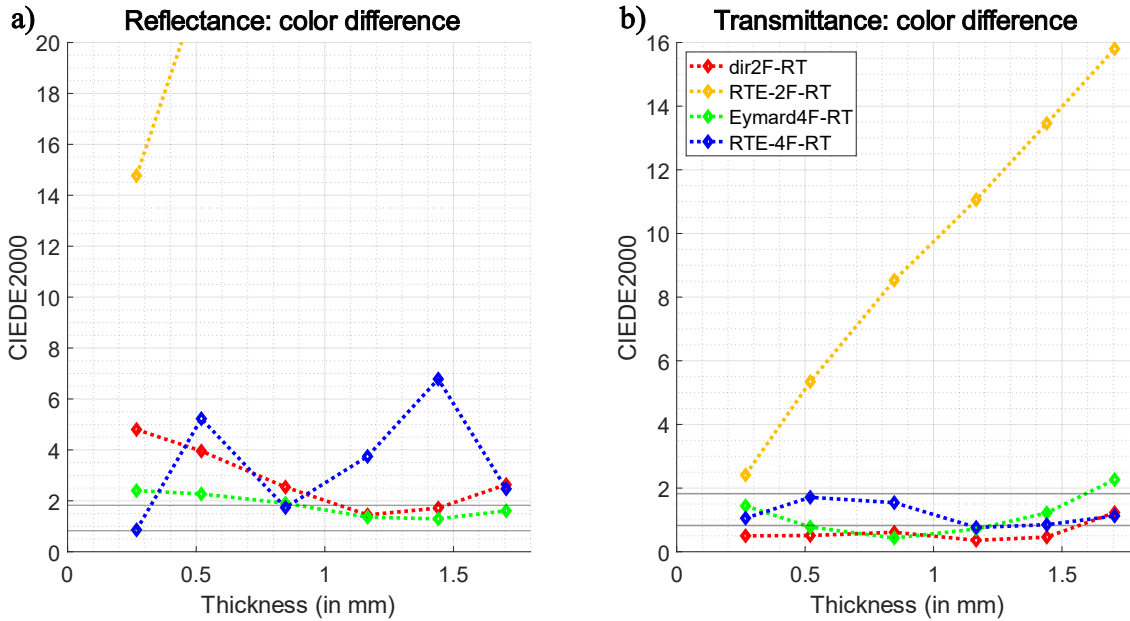 a)
Reflectance: color difference
20
18
16
14
12
10
8
6
4
2
0
CIEDE2000
0
0.5
1
1.5
Thickness (in mm)
b)
Transmittance: color difference
16
14
12
10
8
6
4
2
0
CIEDE2000
dir2F-RT
RTE-2F-RT
Eymard4F-RT
RTE-4F-RT
0
0.5
1
1.5
Thickness (in mm)